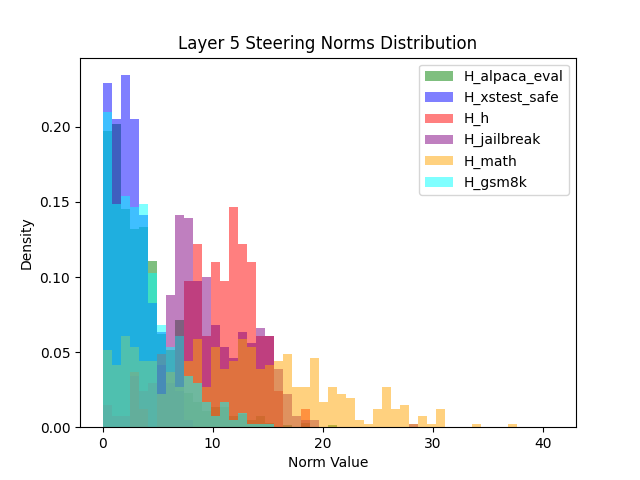 Layer 5 Steering Norms Distribution
H_alpaca_eval
H_xstest_safe
H_h
H_jailbreak
H_math
H_gsm8k
0.20
0.15
0.10
0.05
0.00
Density
0 10 20 30 40
Norm Value